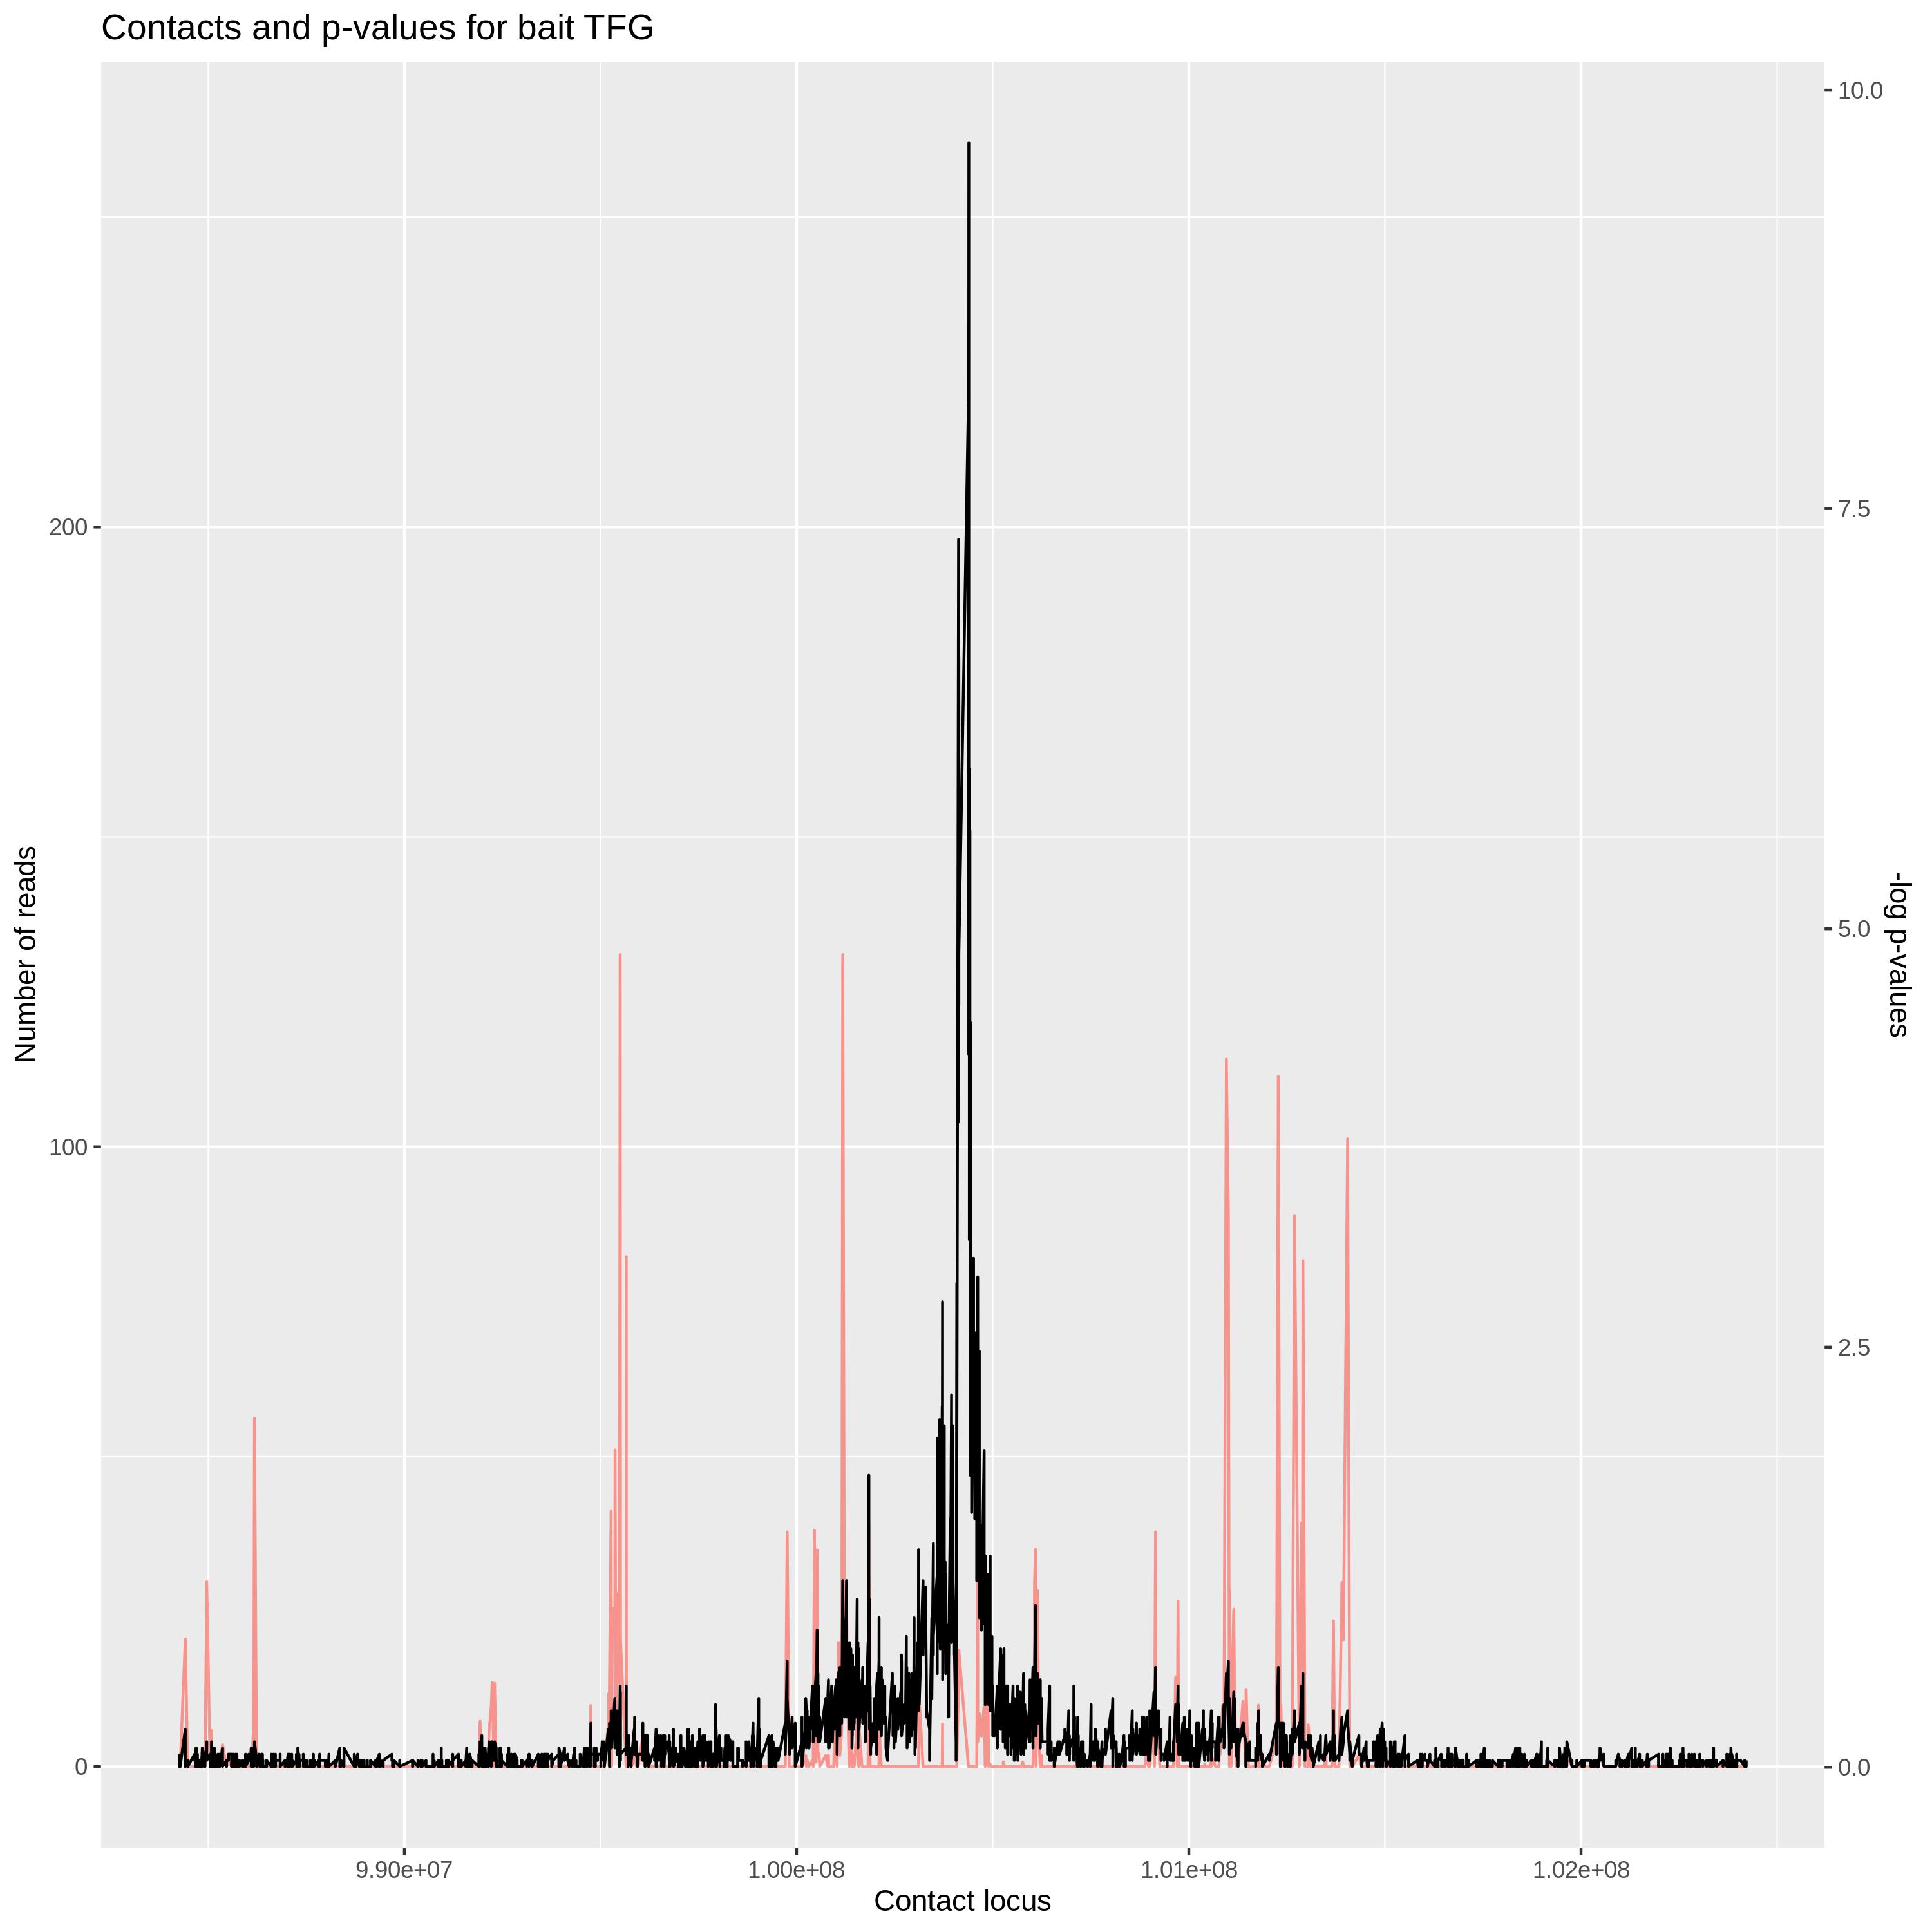 Contacts and p-values for bait TFG
10.0
200
7.5
Number of reads
5.0
-log p-values
100
2.5
0
0.0
9.90e+07
1.00e+08
1.01e+08
1.02e+08
Contact locus